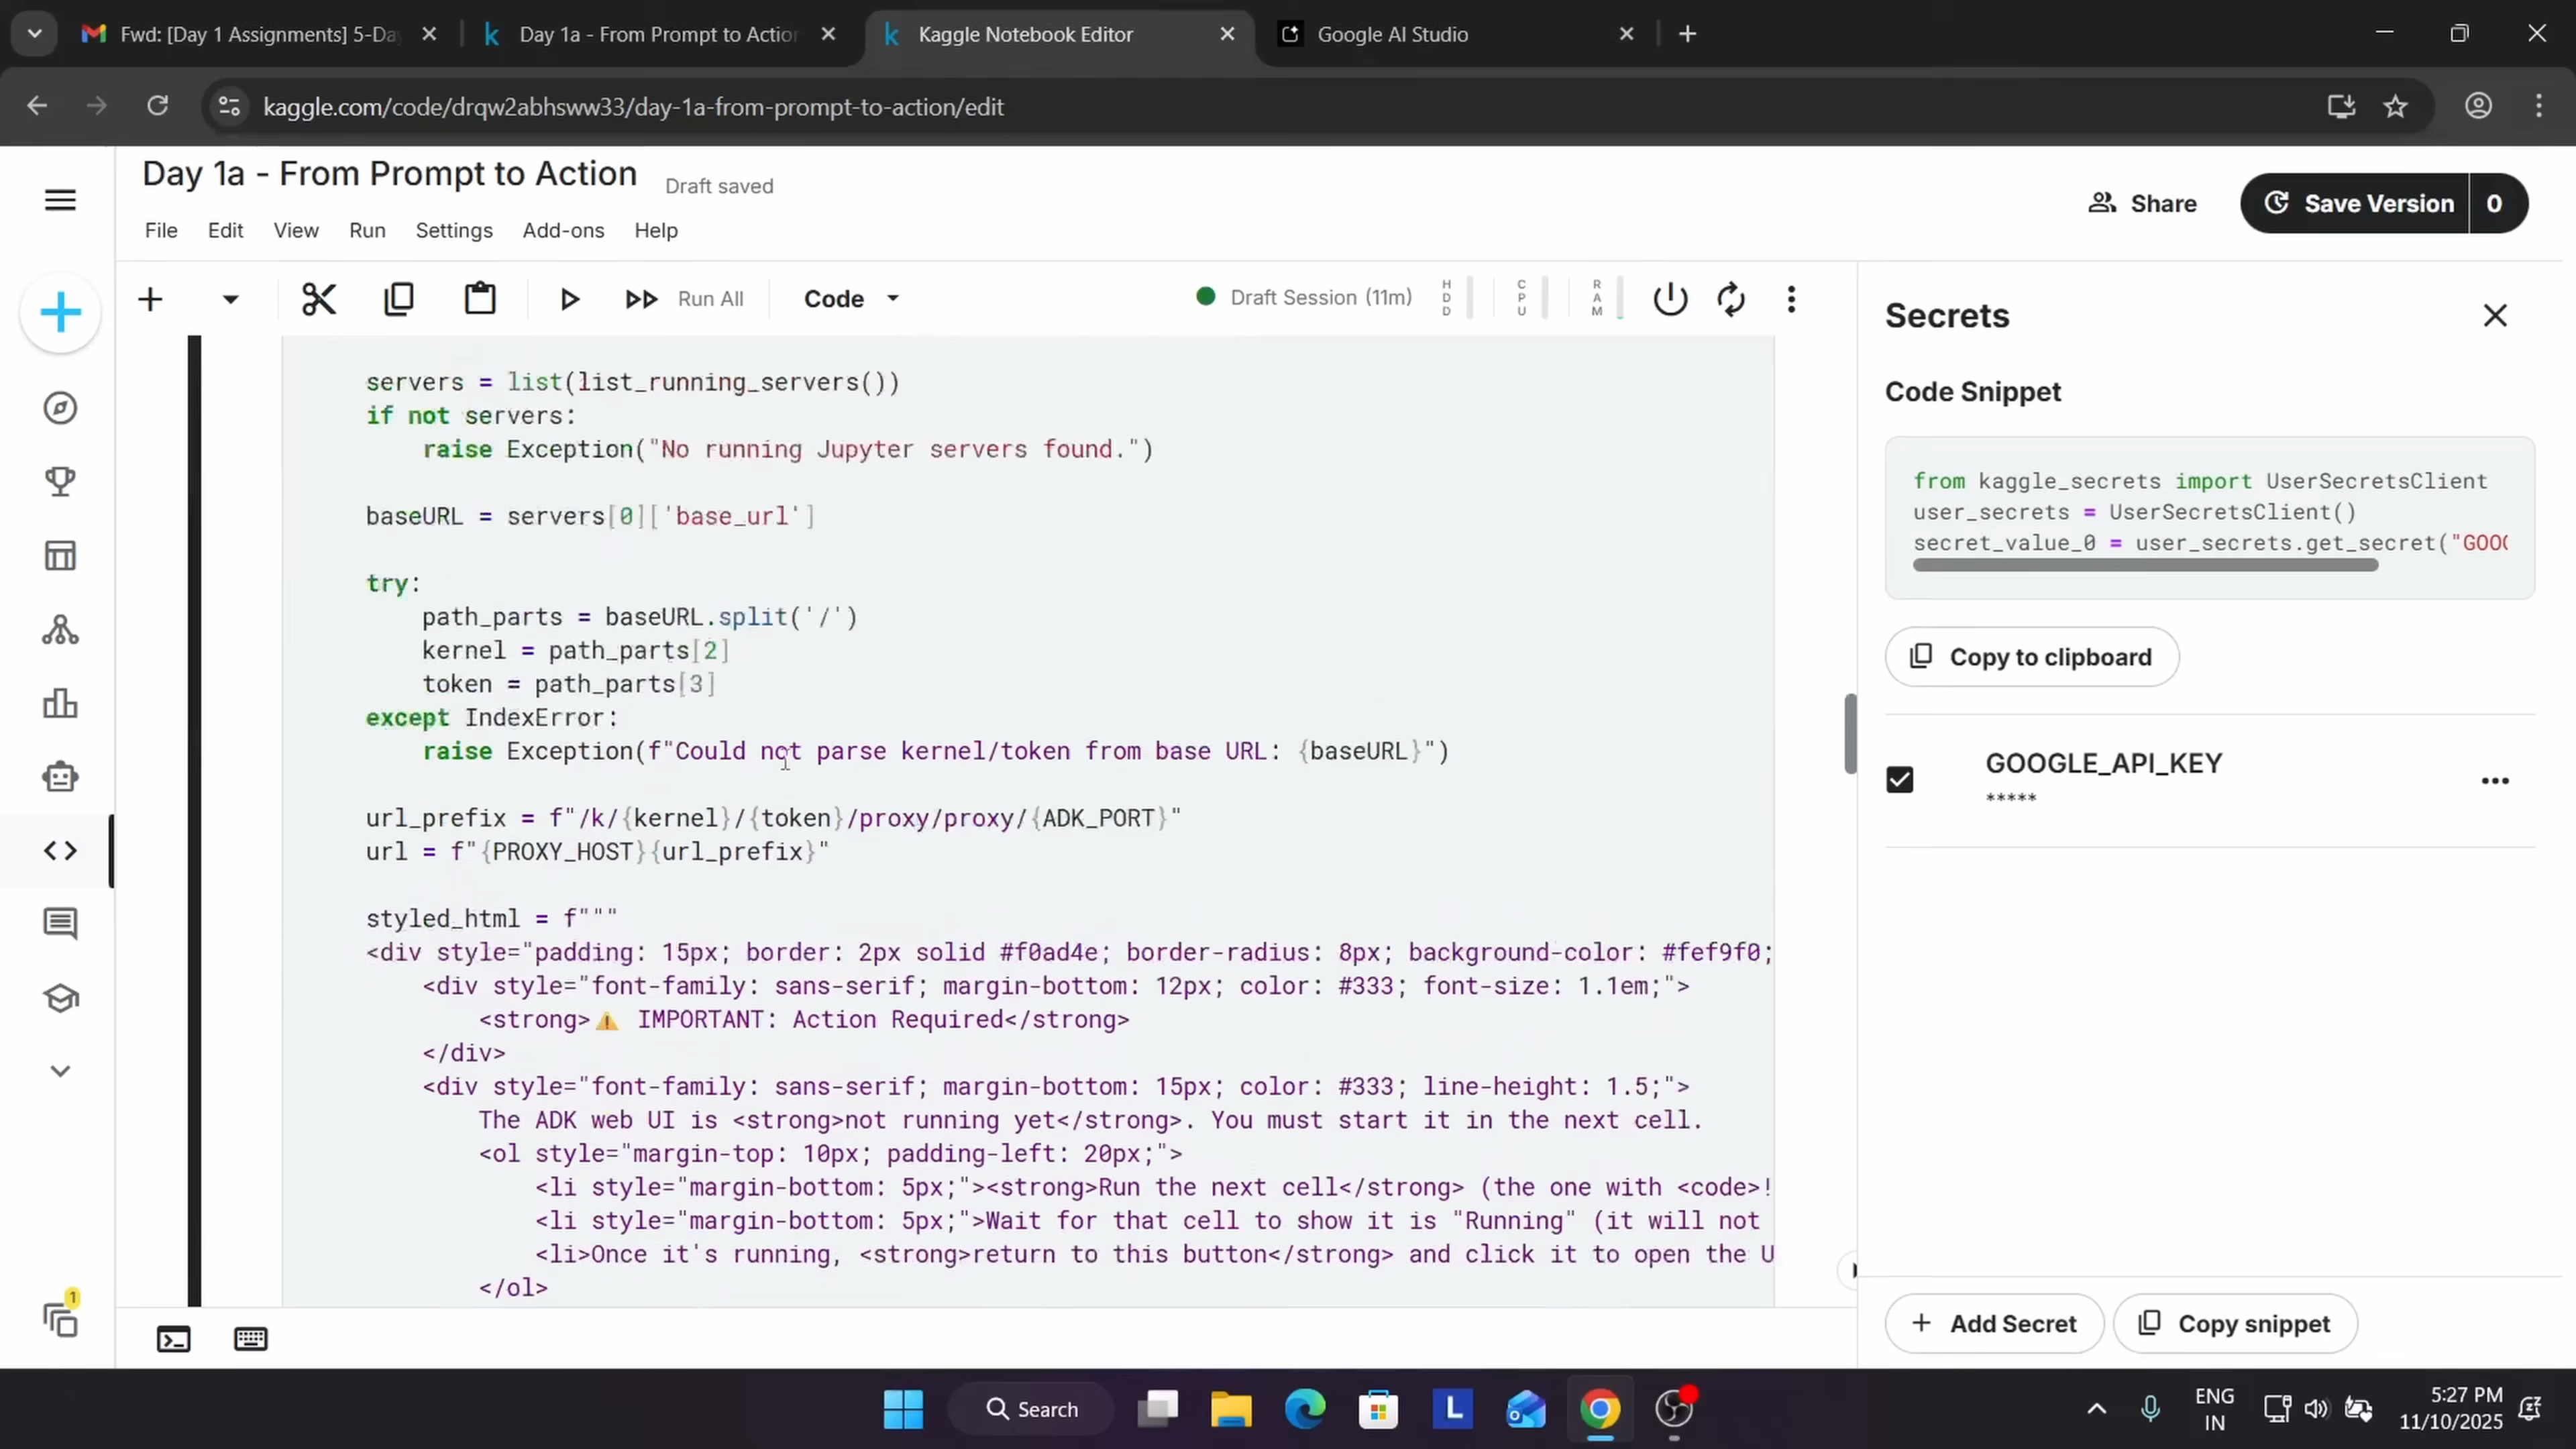 Fwd: [Day 1 Assignments] 5-Da
Day 1a - From Prompt to Action
Kaggle Notebook Editor
Google AI Studio
kaggle.com/code/drqw2abhsww33/day-1a-from-prompt-to-action/edit
Day 1a - From Prompt to Action
Draft saved
File Edit View Run Settings Add-ons Help
Share
Save Version 0
Run All
Code
Draft Session (11m)
HDD
CPU
RAM
servers = list(list_running_servers())
if not servers:
raise Exception("No running Jupyter servers found.")
baseURL = servers[0]['base_url']
try:
path_parts = baseURL.split('/')
kernel = path_parts[2]
token = path_parts[3]
except IndexError:
raise Exception(f"Could not parse kernel/token from base URL: {baseURL}")
url_prefix = f"/k/{kernel}/{token}/proxy/proxy/{ADK_PORT}"
url = f"{PROXY_HOST}{url_prefix}"
styled_html = f"""
<div style="padding: 15px; border: 2px solid #f0ad4e; border-radius: 8px; background-color: #fef9f0;
<div style="font-family: sans-serif; margin-bottom: 12px; color: #333; font-size: 1.1em;">
<strong>⚠️ IMPORTANT: Action Required</strong>
</div>
<div style="font-family: sans-serif; margin-bottom: 15px; color: #333; line-height: 1.5;">
The ADK web UI is <strong>not running yet</strong>. You must start it in the next cell.
<ol style="margin-top: 10px; padding-left: 20px;">
<li style="margin-bottom: 5px;"><strong>Run the next cell</strong> (the one with <code>!
<li style="margin-bottom: 5px;">Wait for that cell to show it is "Running" (it will not
<li>Once it's running, <strong>return to this button</strong> and click it to open the U
</ol>
Secrets
Code Snippet
from kaggle_secrets import UserSecretsClient
user_secrets = UserSecretsClient()
secret_value_0 = user_secrets.get_secret("GOO
Copy to clipboard
GOOGLE_API_KEY
*****
Add Secret
Copy snippet
1
Search
L
ENG
IN
5:27 PM
11/10/2025